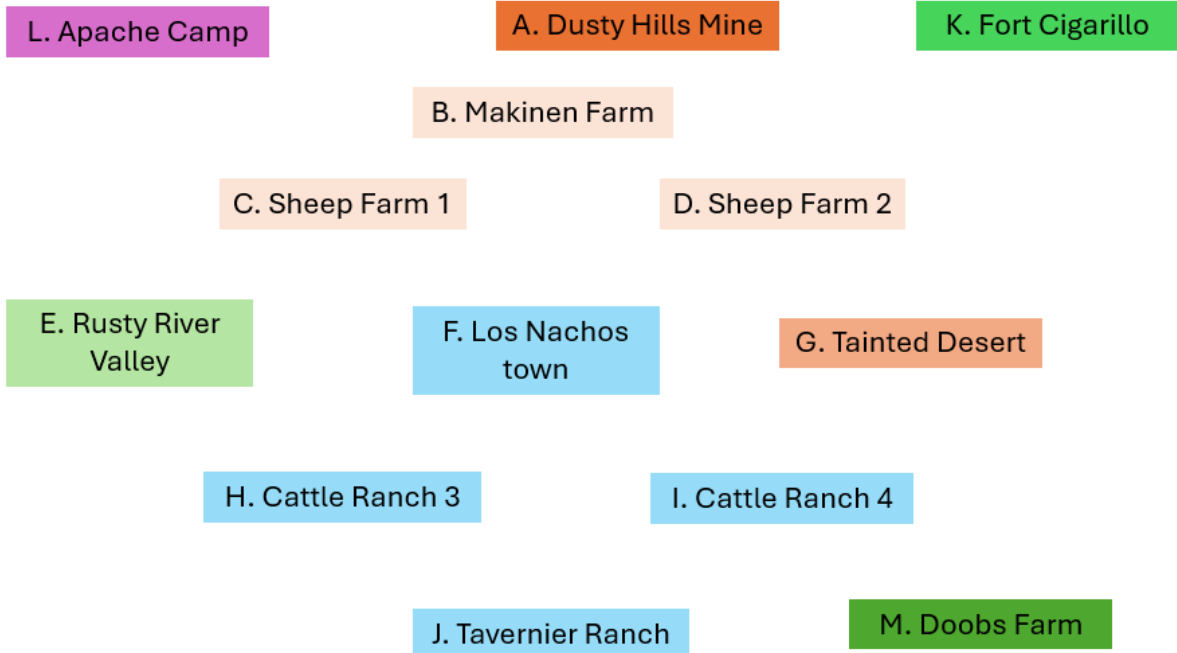 L. Apache Camp
A. Dusty Hills Mine
K. Fort Cigarillo
B. Makinen Farm
C. Sheep Farm 1
D. Sheep Farm 2
E. Rusty River
Valley
F. Los Nachos
town
G. Tainted Desert
H. Cattle Ranch 3
I. Cattle Ranch 4
J. Tavernier Ranch
M. Doobs Farm